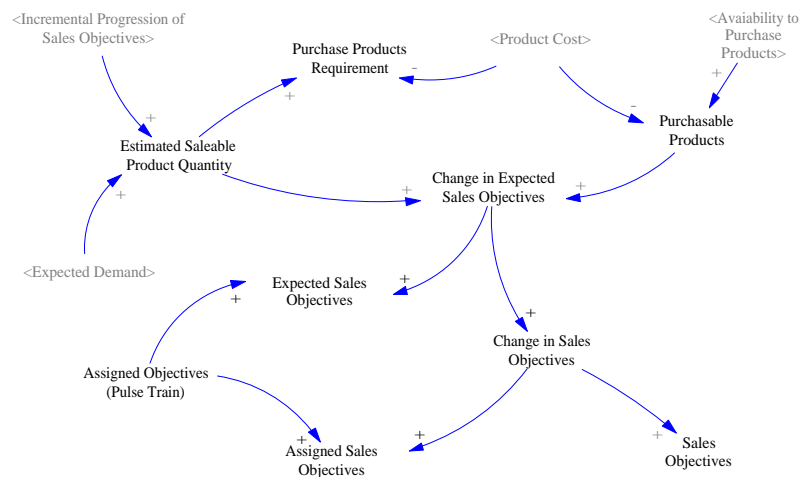 <Incremental Progression of
Sales Objectives>
Purchase Products
Requirement
<Product Cost>
<Avaiability to
Purchase
Products>
-
+
+
+
-
Estimated Saleable
Product Quantity
Purchasable
Products
Change in Expected
Sales Objectives
+
+
+
<Expected Demand>
Expected Sales
Objectives
+
+
+
Change in Sales
Objectives
Assigned Objectives
(Pulse Train)
+
+
+
Assigned Sales
Objectives
Sales
Objectives